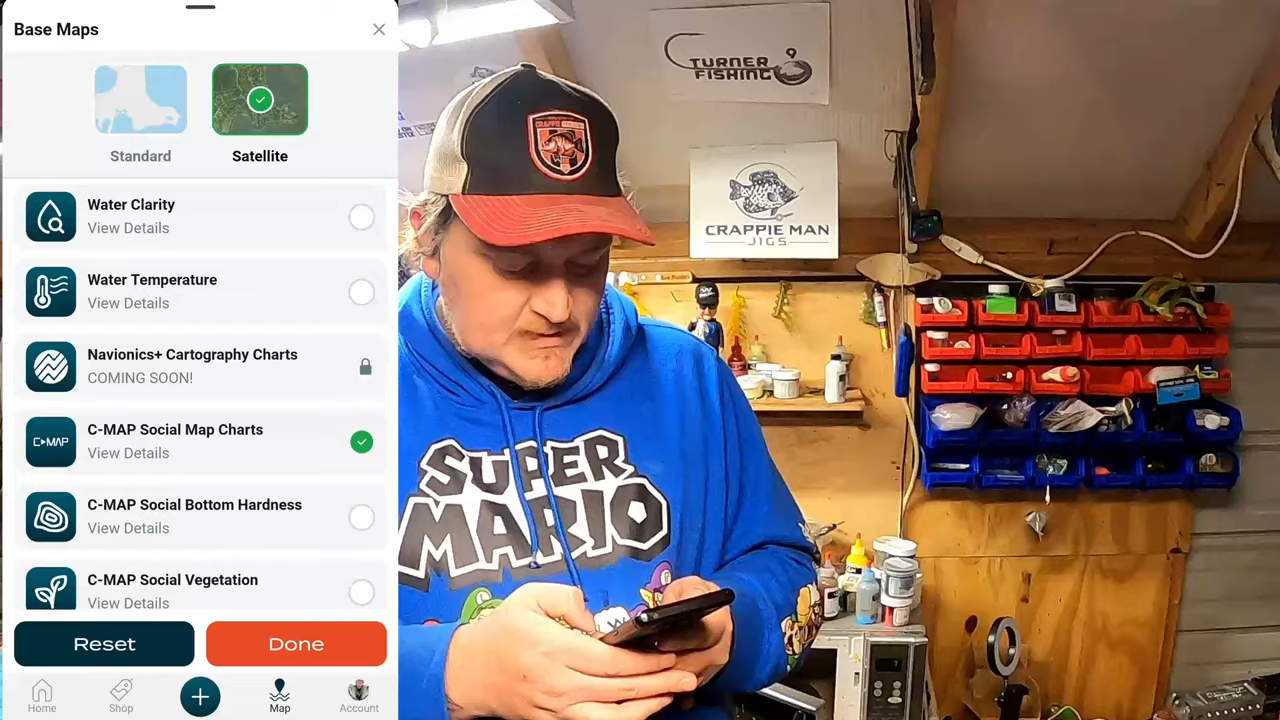 Base Maps
Standard
Satellite
Water Clarity
View Details
Water Temperature
View Details
Navionics+ Cartography Charts
COMING SOON!
C-MAP
C-MAP Social Map Charts
View Details
C-MAP Social Bottom Hardness
View Details
C-MAP Social Vegetation
View Details
Reset
Done
Home
Shop
Map
Account
TURNER
FISHING
CRAPPIE MAN
JIGS
SUPER
MARIO